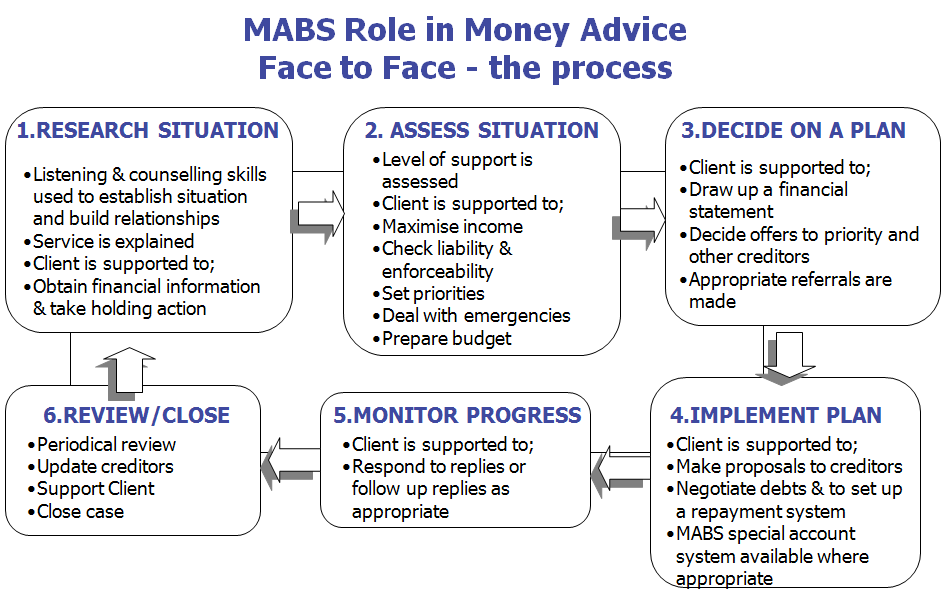 MABS Role in Money Advice
Face to Face - the process
1.RESEARCH SITUATION
•Listening & counselling skills
used to establish situation
and build relationships
•Service is explained
•Client is supported to;
•Obtain financial information
& take holding action
2. ASSESS SITUATION
•Level of support is
assessed
•Client is supported to;
•Maximise income
•Check liability &
enforceability
•Set priorities
•Deal with emergencies
•Prepare budget
3.DECIDE ON A PLAN
•Client is supported to;
•Draw up a financial
statement
•Decide offers to priority and
other creditors
•Appropriate referrals are
made
4.IMPLEMENT PLAN
•Client is supported to;
•Make proposals to creditors
•Negotiate debts & to set up
a repayment system
•MABS special account
system available where
appropriate
5.MONITOR PROGRESS
•Client is supported to;
•Respond to replies or
follow up replies as
appropriate
6.REVIEW/CLOSE
•Periodical review
•Update creditors
•Support Client
•Close case